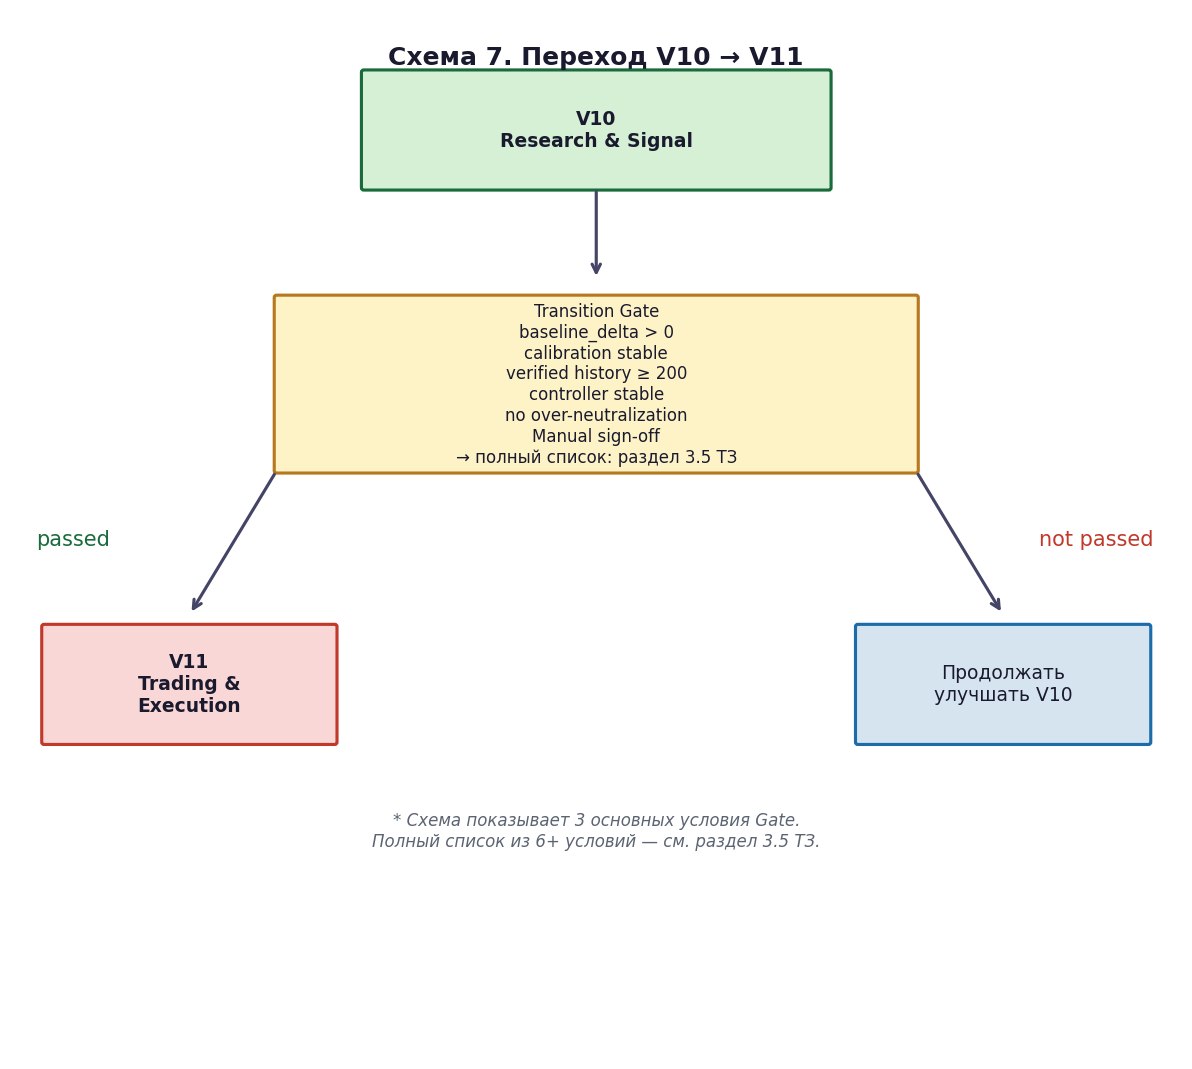 Схема 7. Переход V10 → V11
V10
Research & Signal
Transition Gate
baseline_delta > 0
calibration stable
verified history ≥ 200
controller stable
no over-neutralization
Manual sign-off
→ полный список: раздел 3.5 ТЗ
passed
not passed
V11
Trading &
Execution
Продолжать
улучшать V10
* Схема показывает 3 основных условия Gate.
Полный список из 6+ условий — см. раздел 3.5 ТЗ.